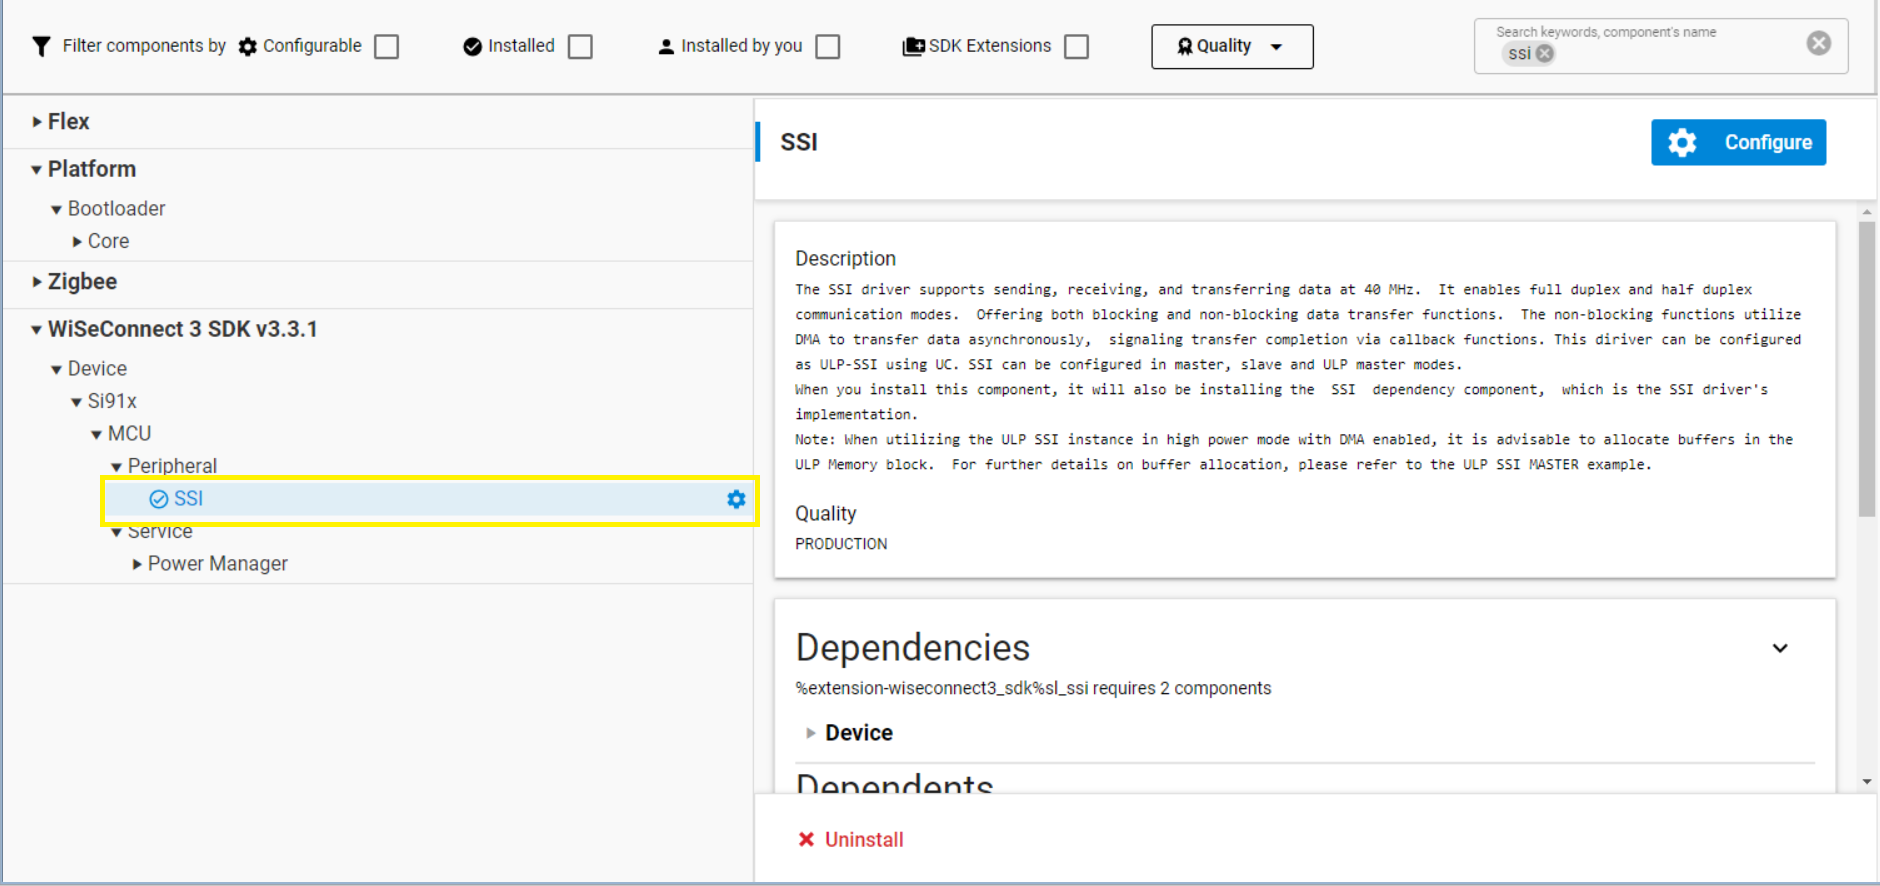 Filter components by Configurable Installed Installed by you SDK Extensions Quality
Search keywords, component's name
ssi
Flex
Platform
Bootloader
Core
Zigbee
WiSeConnect 3 SDK v3.3.1
Device
Si91x
MCU
Peripheral
SSI
Service
Power Manager
SSI
Configure
Description
The SSI driver supports sending, receiving, and transferring data at 40 MHz.  It enables full duplex and half duplex
communication modes.  Offering both blocking and non-blocking data transfer functions.  The non-blocking functions utilize
DMA to transfer data asynchronously,  signaling transfer completion via callback functions. This diriver can be configured
as ULP-SSI using UC. SSI can be configured in master, slave and ULP master modes.
When you install this component, it will also be installing the  SSI  dependency component,  which is the SSI driver's
implementation.
Note: When utilizing the ULP SSI instance in high power mode with DMA enabled, it is advisable to allocate buffers in the
ULP Memory block.  For further details on buffer allocation, please refer to the ULP SSI MASTER example.
Quality
PRODUCTION
Dependencies
%extension-wiseconnect3_sdk%sl_ssi requires 2 components
Device
Dependents
Uninstall